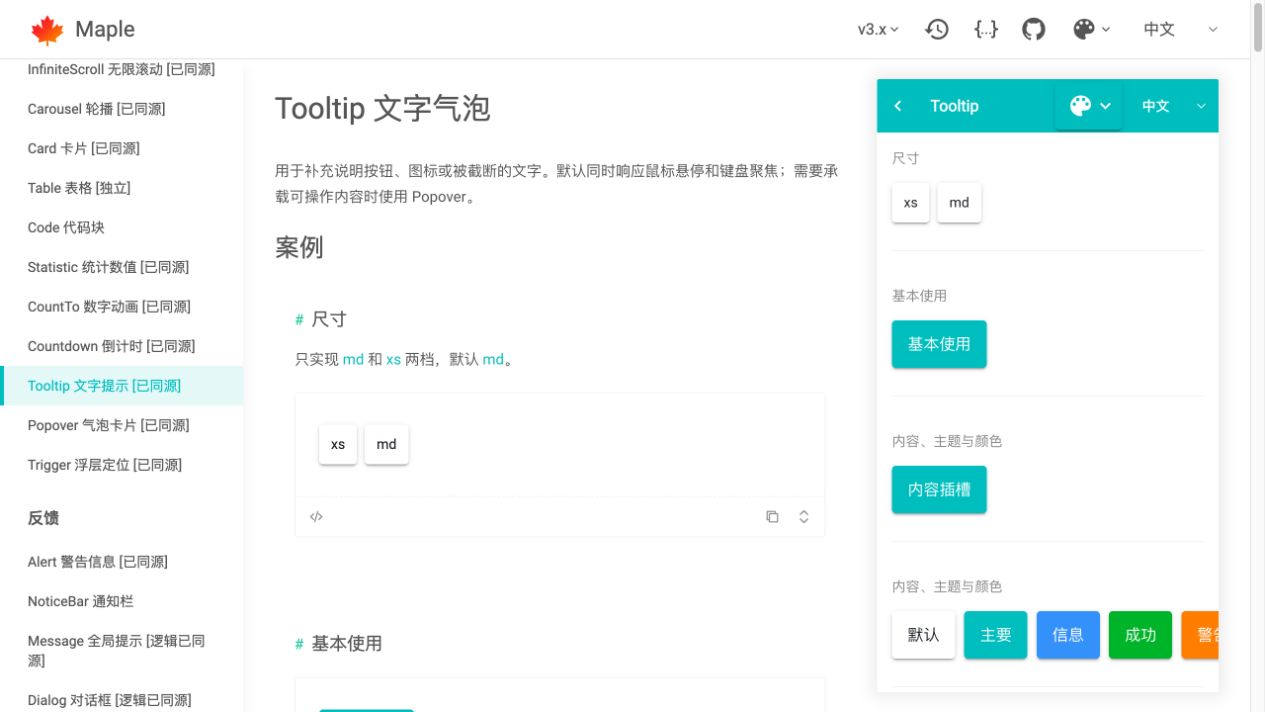 Maple
v3.x
中文
InfiniteScroll 无限滚动 [已同源]
Carousel 轮播 [已同源]
Card 卡片 [已同源]
Table 表格 [独立]
Code 代码块
Statistic 统计数值 [已同源]
CountTo 数字动画 [已同源]
Countdown 倒计时 [已同源]
Tooltip 文字提示 [已同源]
Popover 气泡卡片 [已同源]
Trigger 浮层定位 [已同源]
反馈
Alert 警告信息 [已同源]
NoticeBar 通知栏
Message 全局提示 [逻辑已同
源]
Dialog 对话框 [逻辑已同源]
Tooltip 文字气泡
用于补充说明按钮、图标或被截断的文字。默认同时响应鼠标悬停和键盘聚焦；需要承
载可操作内容时使用 Popover。
案例
# 尺寸
只实现 md 和 xs 两档，默认 md。
xs md
# 基本使用
Tooltip 中文
尺寸
xs md
基本使用
基本使用
内容、主题与颜色
内容插槽
内容、主题与颜色
默认 主要 信息 成功 警告